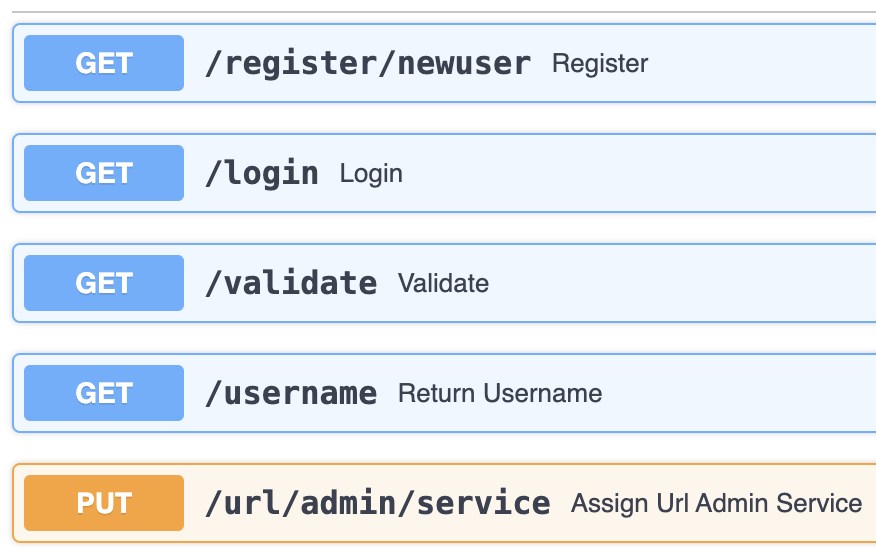 GET /register/newuser Register
GET /login Login
GET /validate Validate
GET /username Return Username
PUT /url/admin/service Assign Url Admin Service